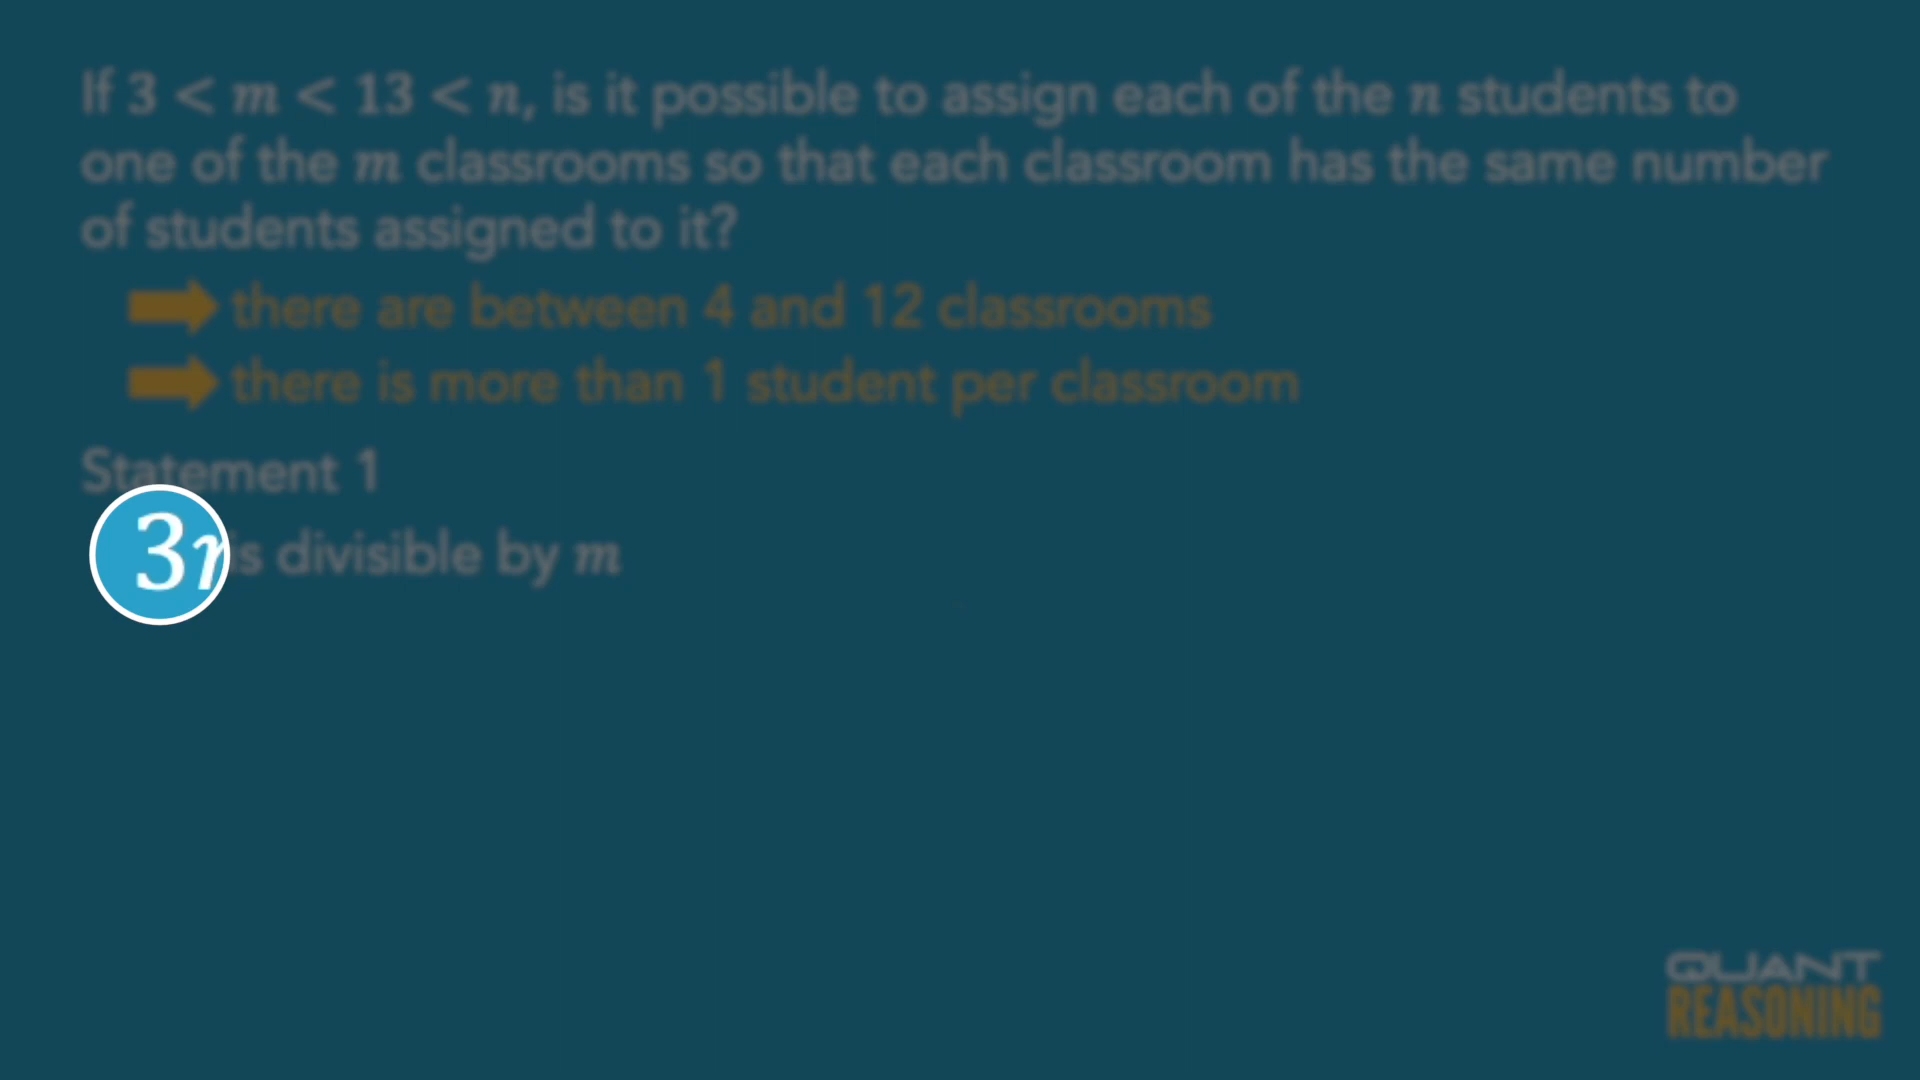 If 3 < m < 13 < n, is it possible to assign each of the n students to
one of the m classrooms so that each classroom has the same number
of students assigned to it?
there are between 4 and 12 classrooms
there is more than 1 student per classroom
Statement 1
3n is divisible by m
QUANT
REASONING